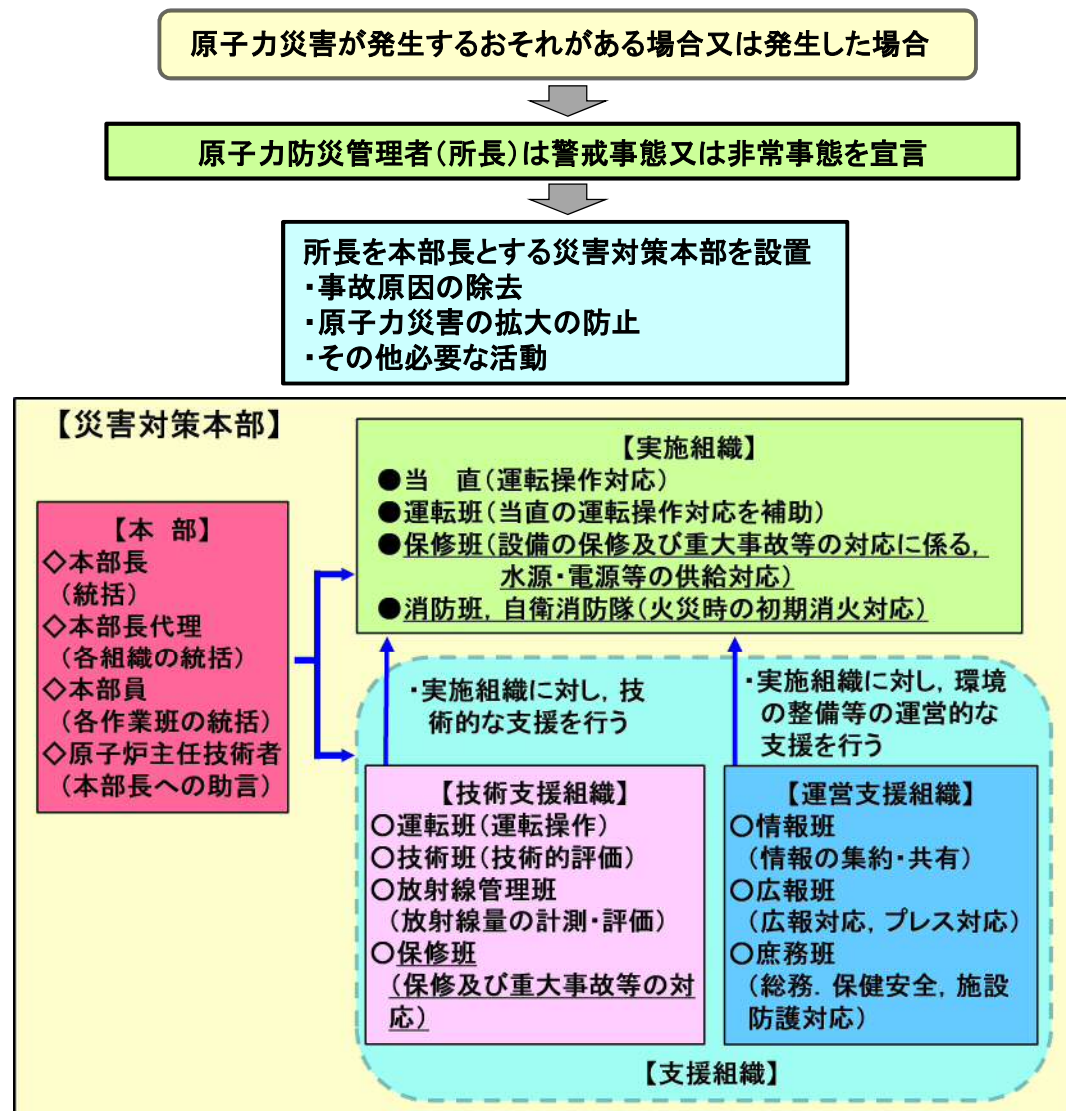 原子力災害が発生するおそれがある場合又は発生した場合
原子力防災管理者(所長)は警戒事態又は非常事態を宣言
所長を本部長とする災害対策本部を設置
・事故原因の除去
・原子力災害の拡大の防止
・その他必要な活動
【災害対策本部】
【本 部】
◇本部長
(統括)
◇本部長代理
(各組織の統括)
◇本部員
(各作業班の統括)
◇原子炉主任技術者
(本部長への助言)
【実施組織】
●当 直(運転操作対応)
●運転班(当直の運転操作対応を補助)
●保修班(設備の保修及び重大事故等の対応に係る,
水源・電源等の供給対応)
●消防班,自衛消防隊(火災時の初期消火対応)
・実施組織に対し,技
術的な支援を行う
・実施組織に対し,環境
の整備等の運営的な
支援を行う
【技術支援組織】
○運転班(運転操作)
○技術班(技術的評価)
○放射線管理班
(放射線量の計測・評価)
○保修班
(保修及び重大事故等の対
応)
【運営支援組織】
○情報班
(情報の集約・共有)
○広報班
(広報対応,プレス対応)
○庶務班
(総務.保健安全,施設
防護対応)
【支援組織】